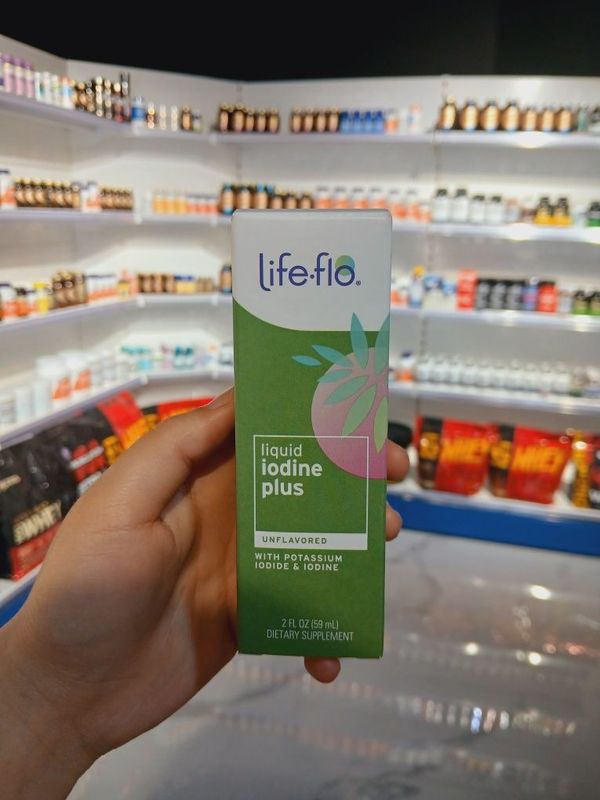 life·flo®
liquid
iodine
plus
UNFLAVORED
WITH POTASSIUM
IODIDE & IODINE
2 FL OZ (59 mL)
DIETARY SUPPLEMENT